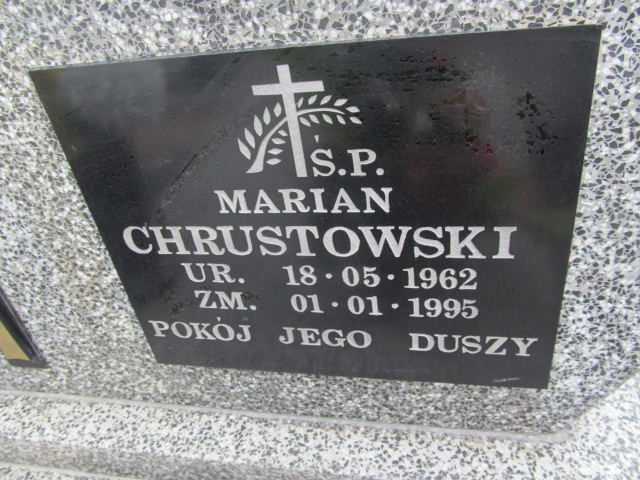 Ś.P.
MARIAN
CHRUSTOWSKI
UR. 18·05·1962
ZM. 01·01·1995
POKÓJ JEGO DUSZY